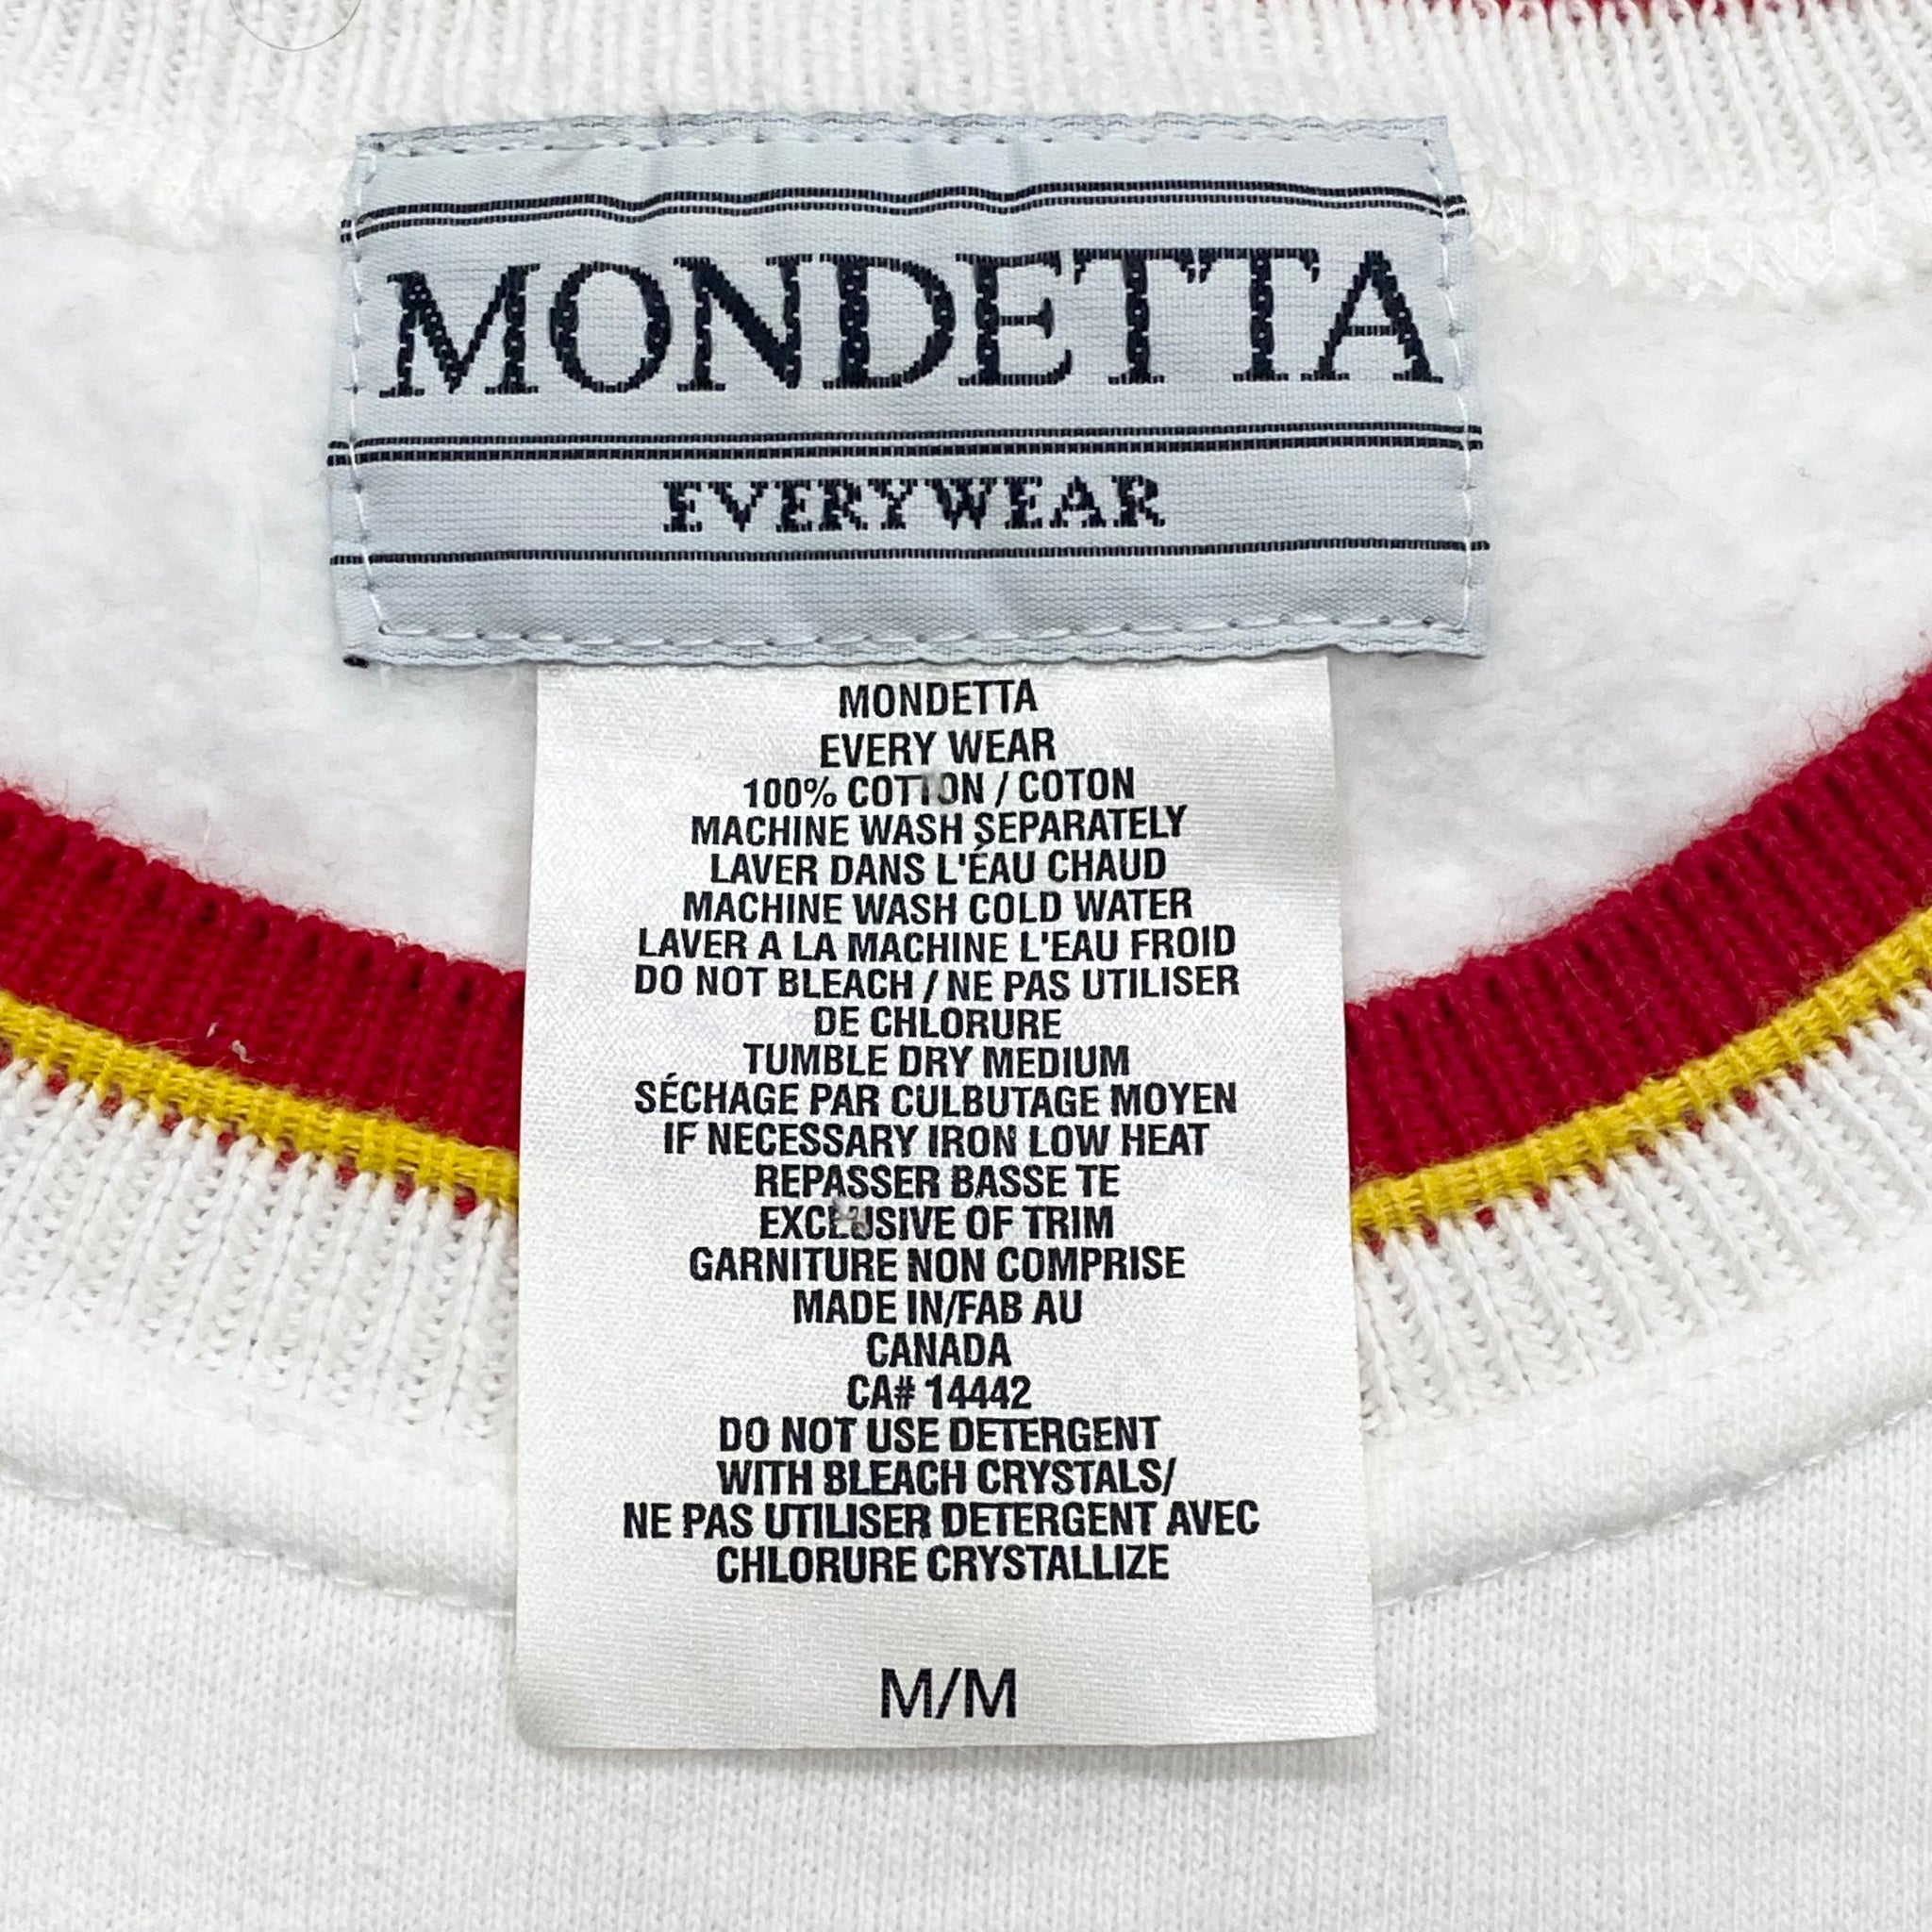 MONDETTA
EVERYWEAR
MONDETTA
EVERY WEAR
100% COTTON / COTON
MACHINE WASH SEPARATELY
LAVER DANS L'ÉAU CHAUD
MACHINE WASH COLD WATER
LAVER A LA MACHINE L'EAU FROID
DO NOT BLEACH / NE PAS UTILISER
DE CHLORURE
TUMBLE DRY MEDIUM
SÉCHAGE PAR CULBUTAGE MOYEN
IF NECESSARY IRON LOW HEAT
REPASSER BASSE TE
EXCLUSIVE OF TRIM
GARNITURE NON COMPRISE
MADE IN/FAB AU
CANADA
CA# 14442
DO NOT USE DETERGENT
WITH BLEACH CRYSTALS/
NE PAS UTILISER DETERGENT AVEC
CHLORURE CRYSTALLIZE
M/M